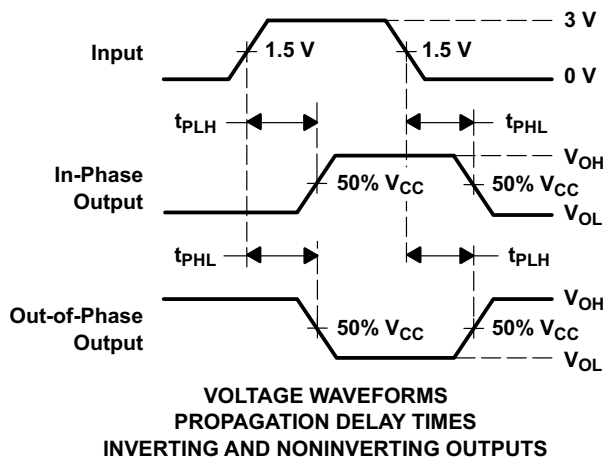 3 V
Input
1.5 V
1.5 V
0 V
tPLH
tPHL
VOH
In-Phase
Output
50% VCC
50% VCC
VOL
tPHL
tPLH
VOH
Out-of-Phase
Output
50% VCC
50% VCC
VOL
VOLTAGE WAVEFORMS
PROPAGATION DELAY TIMES
INVERTING AND NONINVERTING OUTPUTS